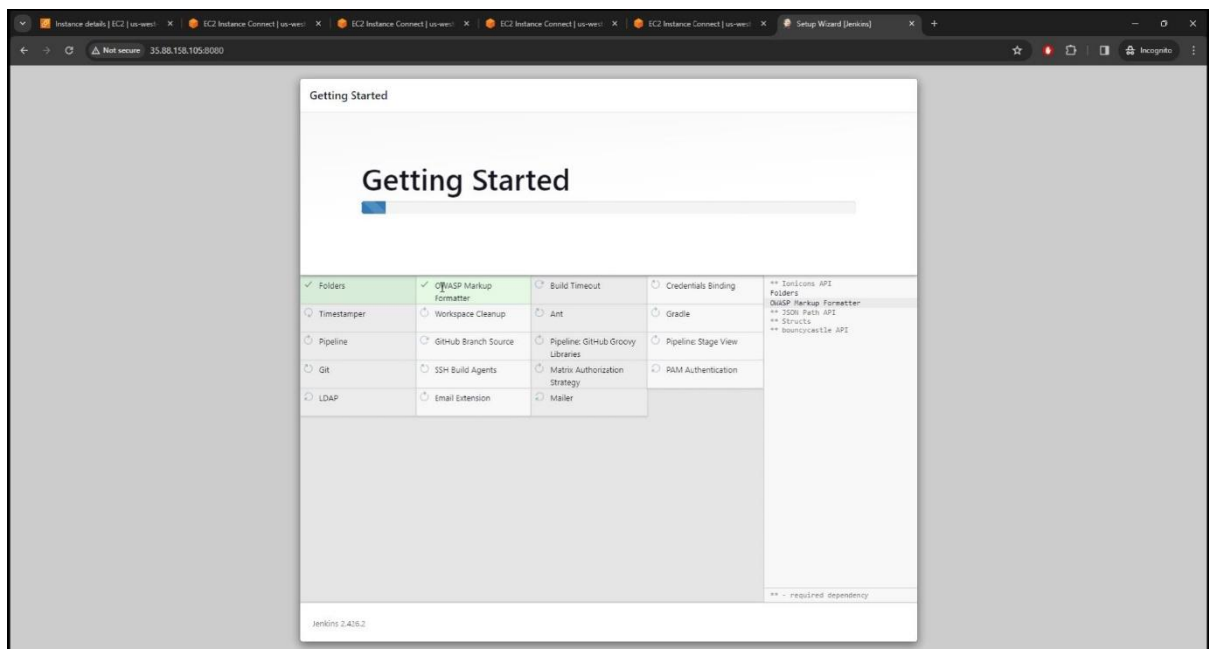 Instance details | EC2 | us-west-
EC2 Instance Connect | us-west
EC2 Instance Connect | us-west-
EC2 Instance Connect | us-west-
EC2 Instance Connect | us-west
Setup Wizard [Jenkins]
Not secure 35.88.158.105:8080
Incognito
Getting Started
Getting Started
Folders
OWASP Markup
Formatter
Build Timeout
Credentials Binding
Timestamper
Workspace Cleanup
Ant
Gradle
Pipeline
GitHub Branch Source
Pipeline: GitHub Groovy
Libraries
Pipeline: Stage View
Git
SSH Build Agents
Matrix Authorization
Strategy
PAM Authentication
LDAP
Email Extension
Mailer
** Ionicons API
Folders
OWASP Markup Formatter
** JSON Path API
** Structs
** bouncycastle API
** - required dependency
Jenkins 2.426.2